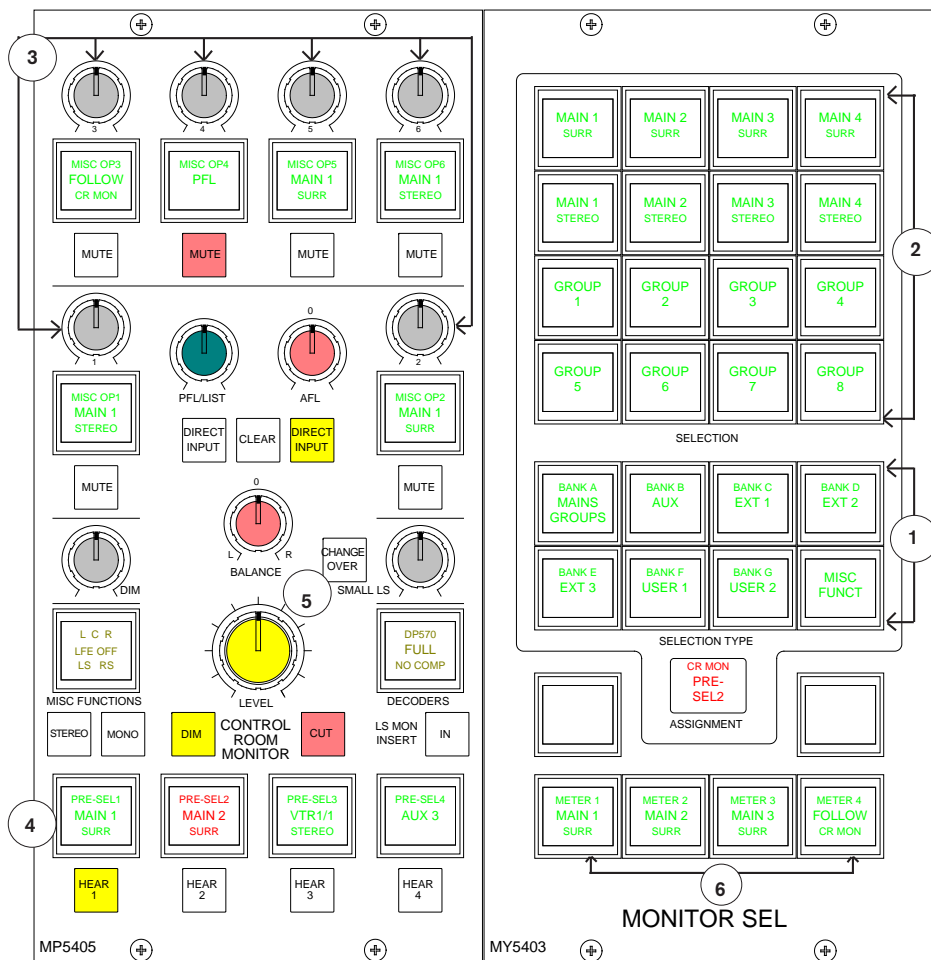 3
3
4
5
6
MISC OP3
FOLLOW
CR MON
MISC OP4
PFL
MISC OP5
MAIN 1
SURR
MISC OP6
MAIN 1
STEREO
MUTE
MUTE
MUTE
MUTE
1
PFL/LIST
0
AFL
2
MISC OP1
MAIN 1
STEREO
DIRECT
INPUT
CLEAR
DIRECT
INPUT
MISC OP2
MAIN 1
SURR
MUTE
MUTE
0
L
R
BALANCE
CHANGE
OVER
DIM
5
SMALL LS
L C R
LFE OFF
LS RS
MISC FUNCTIONS
LEVEL
DP570
FULL
NO COMP
DECODERS
STEREO
MONO
DIM
CONTROL
ROOM
MONITOR
CUT
LS MON
INSERT
IN
4
PRE-SEL1
MAIN 1
SURR
PRE-SEL2
MAIN 2
SURR
PRE-SEL3
VTR1/1
STEREO
PRE-SEL4
AUX 3
HEAR
1
HEAR
2
HEAR
3
HEAR
4
MP5405
MAIN 1
SURR
MAIN 2
SURR
MAIN 3
SURR
MAIN 4
SURR
MAIN 1
STEREO
MAIN 2
STEREO
MAIN 3
STEREO
MAIN 4
STEREO
2
GROUP
1
GROUP
2
GROUP
3
GROUP
4
GROUP
5
GROUP
6
GROUP
7
GROUP
8
SELECTION
BANK A
MAINS
GROUPS
BANK B
AUX
BANK C
EXT 1
BANK D
EXT 2
1
BANK E
EXT 3
BANK F
USER 1
BANK G
USER 2
MISC
FUNCT
SELECTION TYPE
CR MON
PRE-
SEL2
ASSIGNMENT
METER 1
MAIN 1
SURR
METER 2
MAIN 2
SURR
METER 3
MAIN 3
SURR
METER 4
FOLLOW
CR MON
6
MONITOR SEL
MY5403